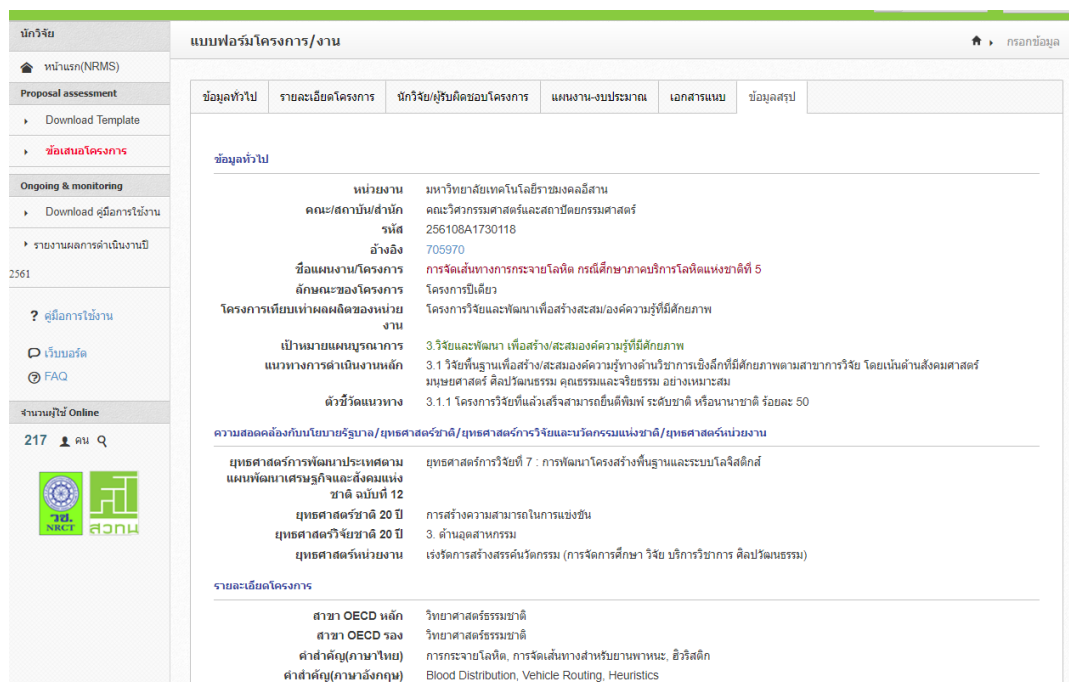 นักวิจัย
แบบฟอร์มโครงการ/งาน
กรอกข้อมูล
หน้าแรก(NRMS)
Proposal assessment
Download Template
ข้อเสนอโครงการ
Ongoing & monitoring
Download คู่มือการใช้งาน
รายงานผลการดำเนินงานปี
2561
คู่มือการใช้งาน
เว็บบอร์ด
FAQ
จำนวนผู้ใช้ Online
217 คน
วช.
NRCT
สวทน
ข้อมูลทั่วไป รายละเอียดโครงการ นักวิจัย/ผู้รับผิดชอบโครงการ แผนงาน-งบประมาณ เอกสารแนบ ข้อมูลสรุป
ข้อมูลทั่วไป
หน่วยงาน มหาวิทยาลัยเทคโนโลยีราชมงคลอีสาน
คณะ/สถาบัน/สำนัก คณะวิศวกรรมศาสตร์และสถาปัตยกรรมศาสตร์
รหัส 256108A1730118
อ้างอิง 705970
ชื่อแผนงาน/โครงการ การจัดเส้นทางการกระจายโลหิต กรณีศึกษาภาคบริการโลหิตแห่งชาติที่ 5
ลักษณะของโครงการ โครงการปีเดียว
โครงการเทียบเท่าผลผลิตของหน่วย โครงการวิจัยและพัฒนาเพื่อสร้างสะสม/องค์ความรู้ที่มีศักยภาพ
งาน
เป้าหมายแผนบูรณาการ 3.วิจัยและพัฒนา เพื่อสร้าง/สะสมองค์ความรู้ที่มีศักยภาพ
แนวทางการดำเนินงานหลัก 3.1 วิจัยพื้นฐานเพื่อสร้าง/สะสมองค์ความรู้ทางด้านวิชาการเชิงลึกที่มีศักยภาพตามสาขาการวิจัย โดยเน้นด้านสังคมศาสตร์
มนุษยศาสตร์ ศิลปวัฒนธรรม คุณธรรมและจริยธรรม อย่างเหมาะสม
ตัวชี้วัดแนวทาง 3.1.1 โครงการวิจัยที่แล้วเสร็จสามารถยื่นตีพิมพ์ ระดับชาติ หรือนานาชาติ ร้อยละ 50
ความสอดคล้องกับนโยบายรัฐบาล/ยุทธศาสตร์ชาติ/ยุทธศาสตร์การวิจัยและนวัตกรรมแห่งชาติ/ยุทธศาสตร์หน่วยงาน
ยุทธศาสตร์การพัฒนาประเทศตาม ยุทธศาสตร์การวิจัยที่ 7 : การพัฒนาโครงสร้างพื้นฐานและระบบโลจิสติกส์
แผนพัฒนาเศรษฐกิจและสังคมแห่ง
ชาติ ฉบับที่ 12
ยุทธศาสตร์ชาติ 20 ปี การสร้างความสามารถในการแข่งขัน
ยุทธศาสตร์วิจัยชาติ 20 ปี 3. ด้านอุตสาหกรรม
ยุทธศาสตร์หน่วยงาน เร่งรัดการสร้างสรรค์นวัตกรรม (การจัดการศึกษา วิจัย บริการวิชาการ ศิลปวัฒนธรรม)
รายละเอียดโครงการ
สาขา OECD หลัก วิทยาศาสตร์ธรรมชาติ
สาขา OECD รอง วิทยาศาสตร์ธรรมชาติ
คำสำคัญ(ภาษาไทย) การกระจายโลหิต, การจัดเส้นทางสำหรับยานพาหนะ, ฮิวริสติก
คำสำคัญ(ภาษาอังกฤษ) Blood Distribution, Vehicle Routing, Heuristics